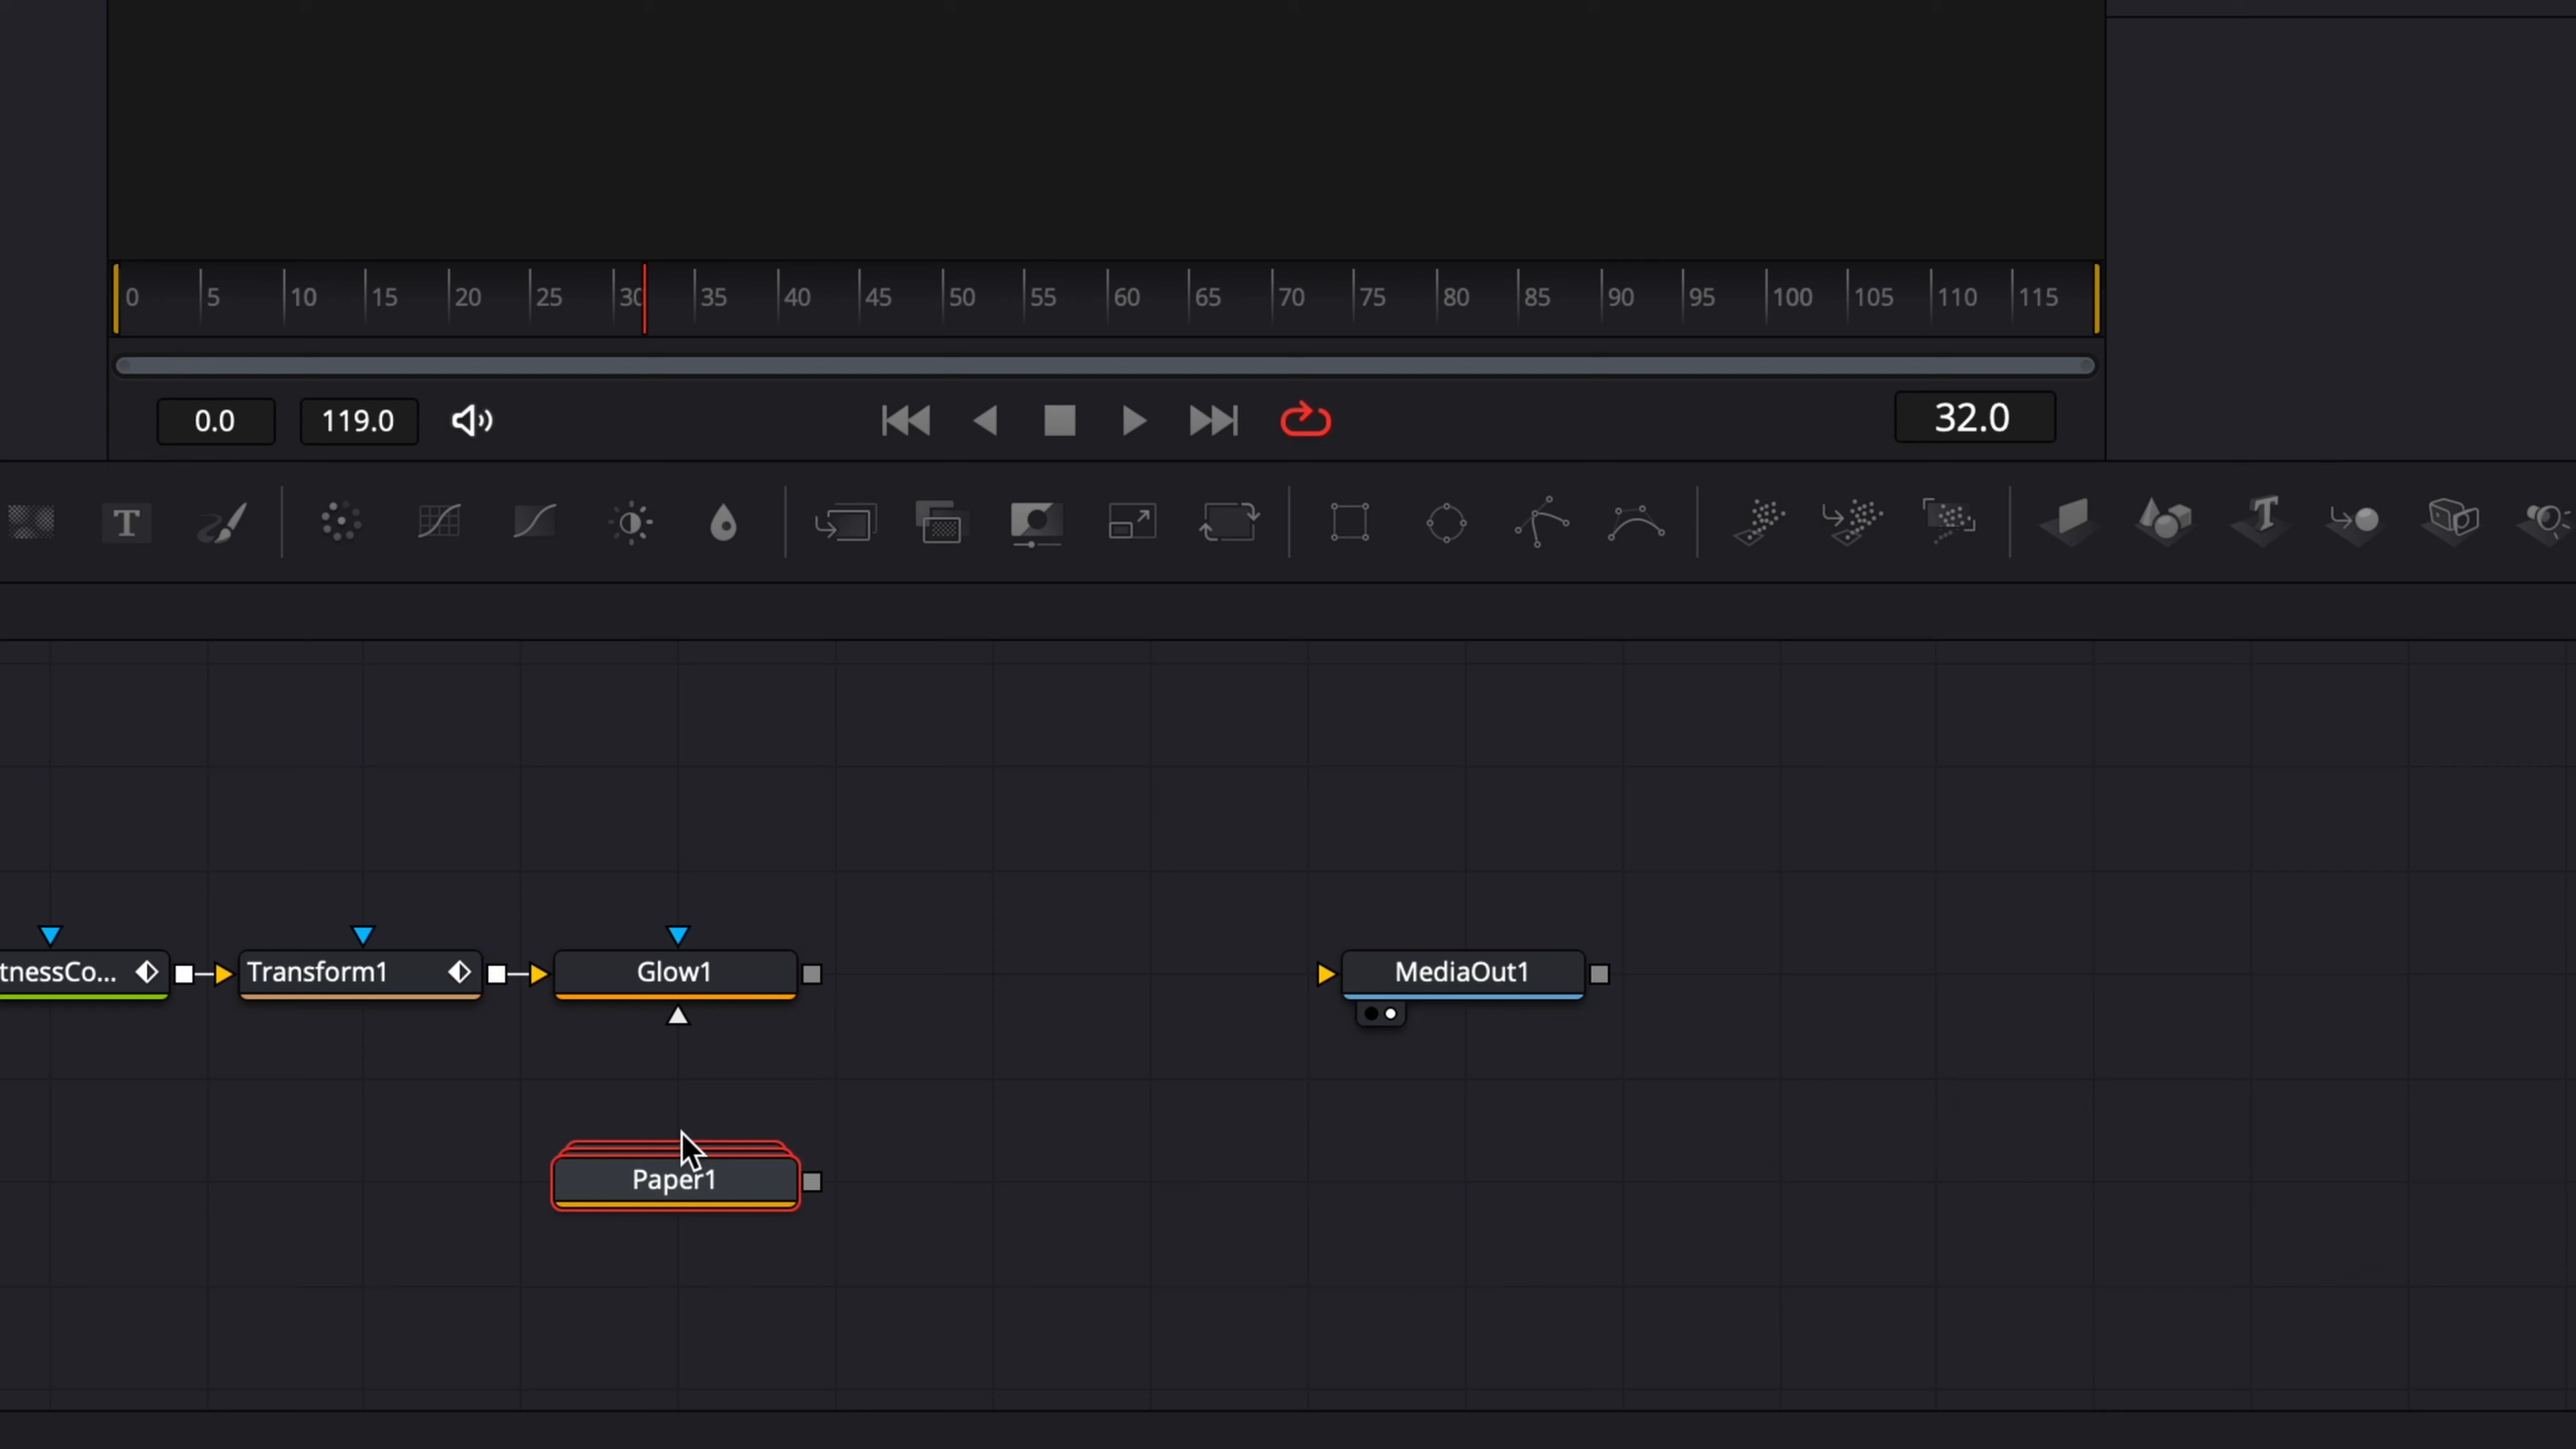 0 5 10 15 20 25 30 35 40 45 50 55 60 65 70 75 80 85 90 95 100 105 110 115
0.0 119.0 32.0
T
tnessCo... Transform1 Glow1 MediaOut1
Paper1